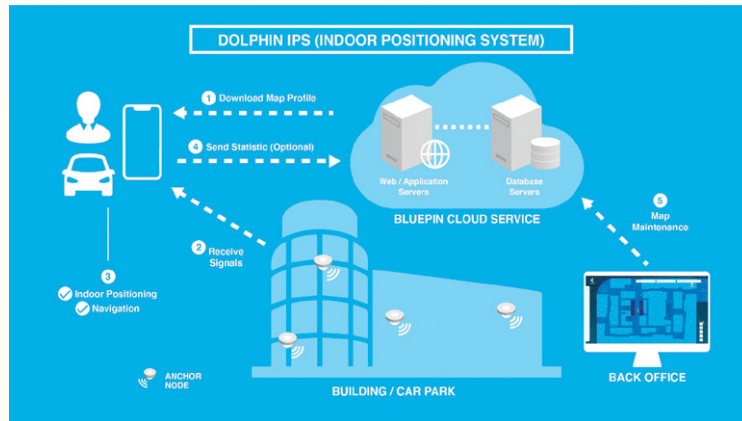 DOLPHIN IPS (INDOOR POSITIONING SYSTEM)
1 Download Map Profile
4 Send Statistic (Optional)
Web / Application
Servers
Database
Servers
BLUEPIN CLOUD SERVICE
5
Map
Maintenance
2 Receive
Signals
3
Indoor Positioning
Navigation
ANCHOR
NODE
BUILDING / CAR PARK
BACK OFFICE